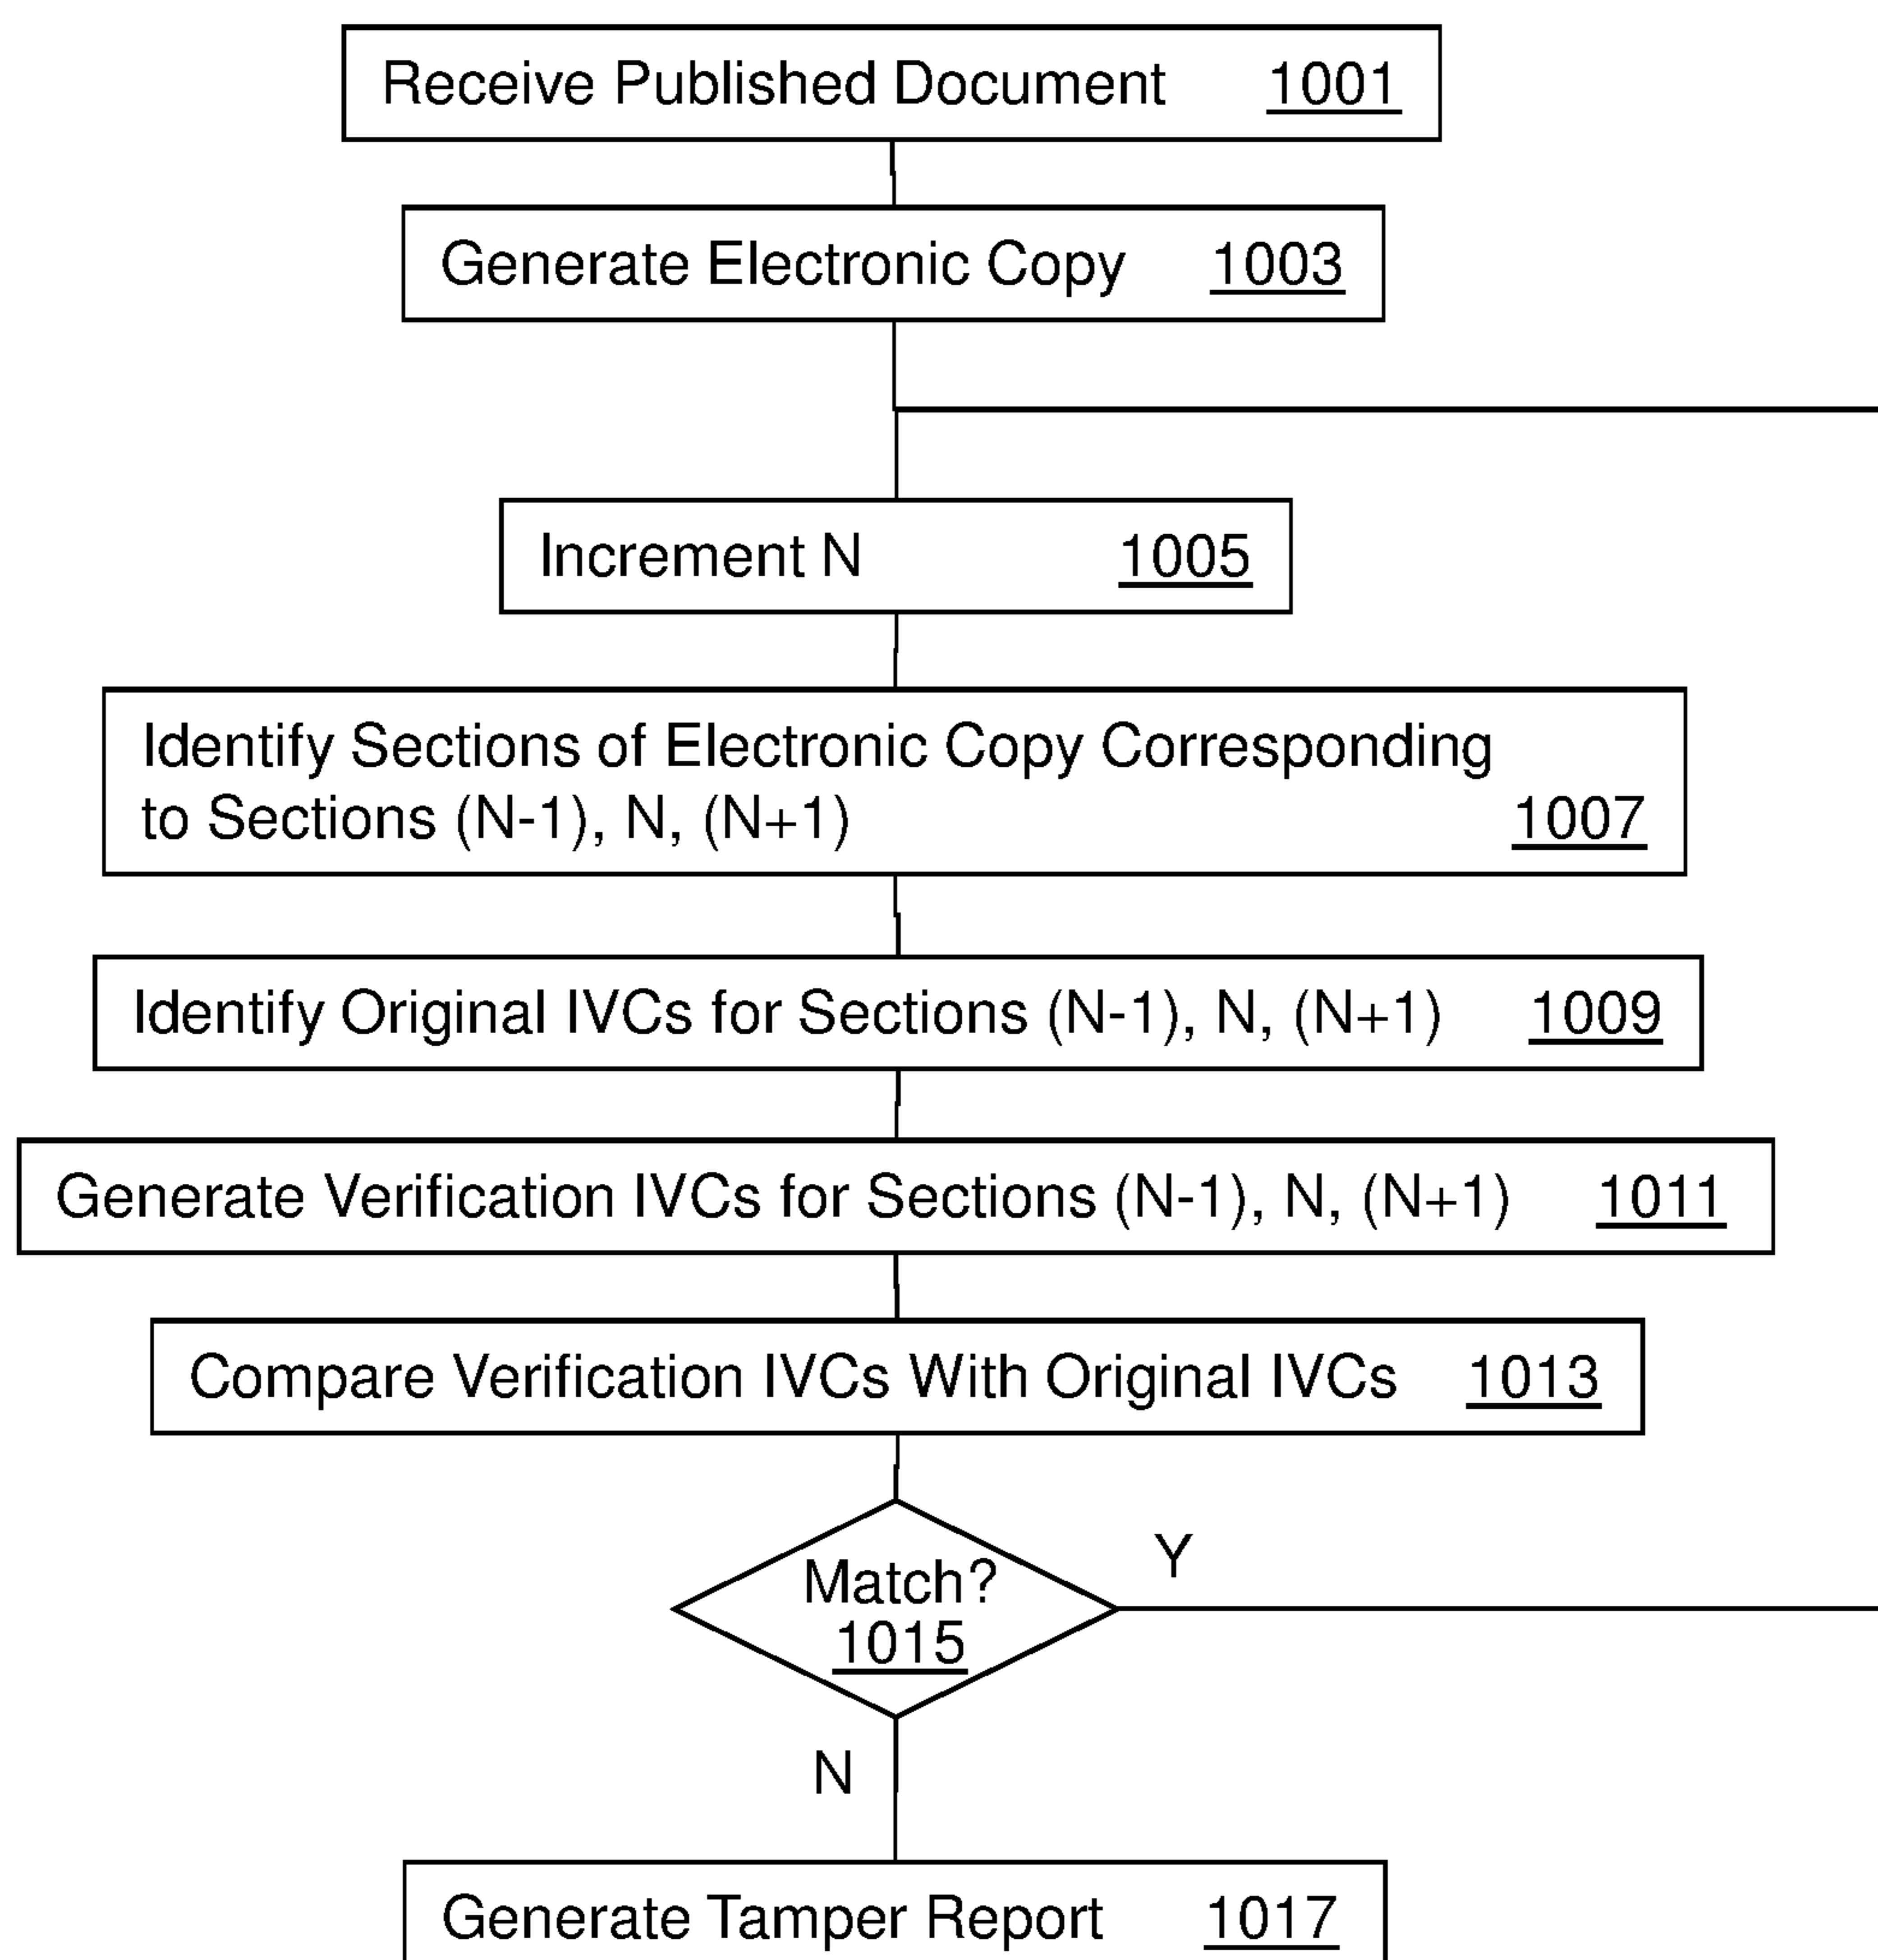 Receive Published Document 1001
Generate Electronic Copy 1003
Increment N 1005
Identify Sections of Electronic Copy Corresponding
to Sections (N-1), N, (N+1) 1007
Identify Original IVCs for Sections (N-1), N, (N+1) 1009
Generate Verification IVCs for Sections (N-1), N, (N+1) 1011
Compare Verification IVCs With Original IVCs 1013
Match?
1015
Y
N
Generate Tamper Report 1017